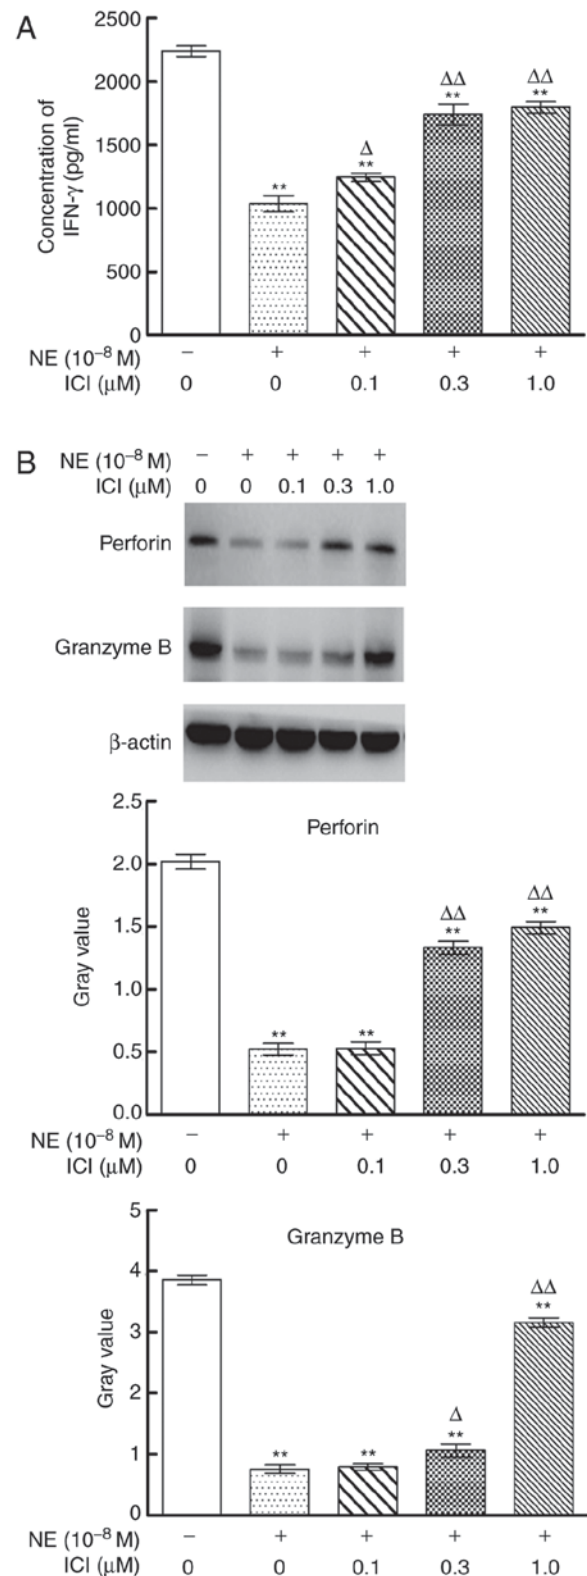 A
2500
2000
1500
1000
500
0
Concentration of
IFN-γ (pg/ml)
** ** ** **
Δ ΔΔ ΔΔ
NE (10⁻⁸ M) – + + + +
ICI (μM) 0 0 0.1 0.3 1.0
B
NE (10⁻⁸ M) – + + + +
ICI (μM) 0 0 0.1 0.3 1.0
Perforin
Granzyme B
β-actin
Perforin
2.5
2.0
1.5
1.0
0.5
0.0
Gray value
ΔΔ ΔΔ
** ** ** **
NE (10⁻⁸ M) – + + + +
ICI (μM) 0 0 0.1 0.3 1.0
Granzyme B
5
4
3
2
1
0
Gray value
Δ ΔΔ
** ** ** **
NE (10⁻⁸ M) – + + + +
ICI (μM) 0 0 0.1 0.3 1.0